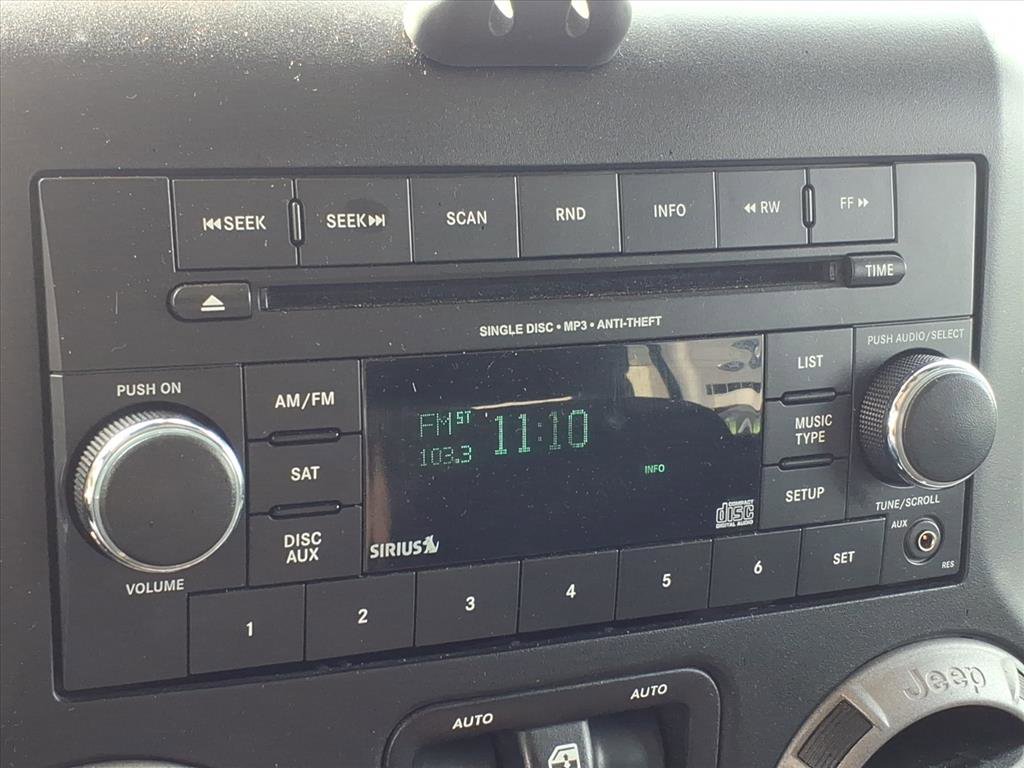 SEEK
SEEK
SCAN
RND
INFO
RW
FF
TIME
SINGLE DISC • MP3 • ANTI-THEFT
PUSH ON
VOLUME
AM/FM
SAT
DISC
AUX
FM ST 11:10
103.3
INFO
SIRIUS
COMPACT
disc
DIGITAL AUDIO
LIST
MUSIC
TYPE
SETUP
PUSH AUDIO/SELECT
TUNE/SCROLL
AUX
RES
1
2
3
4
5
6
SET
AUTO
AUTO
Jeep